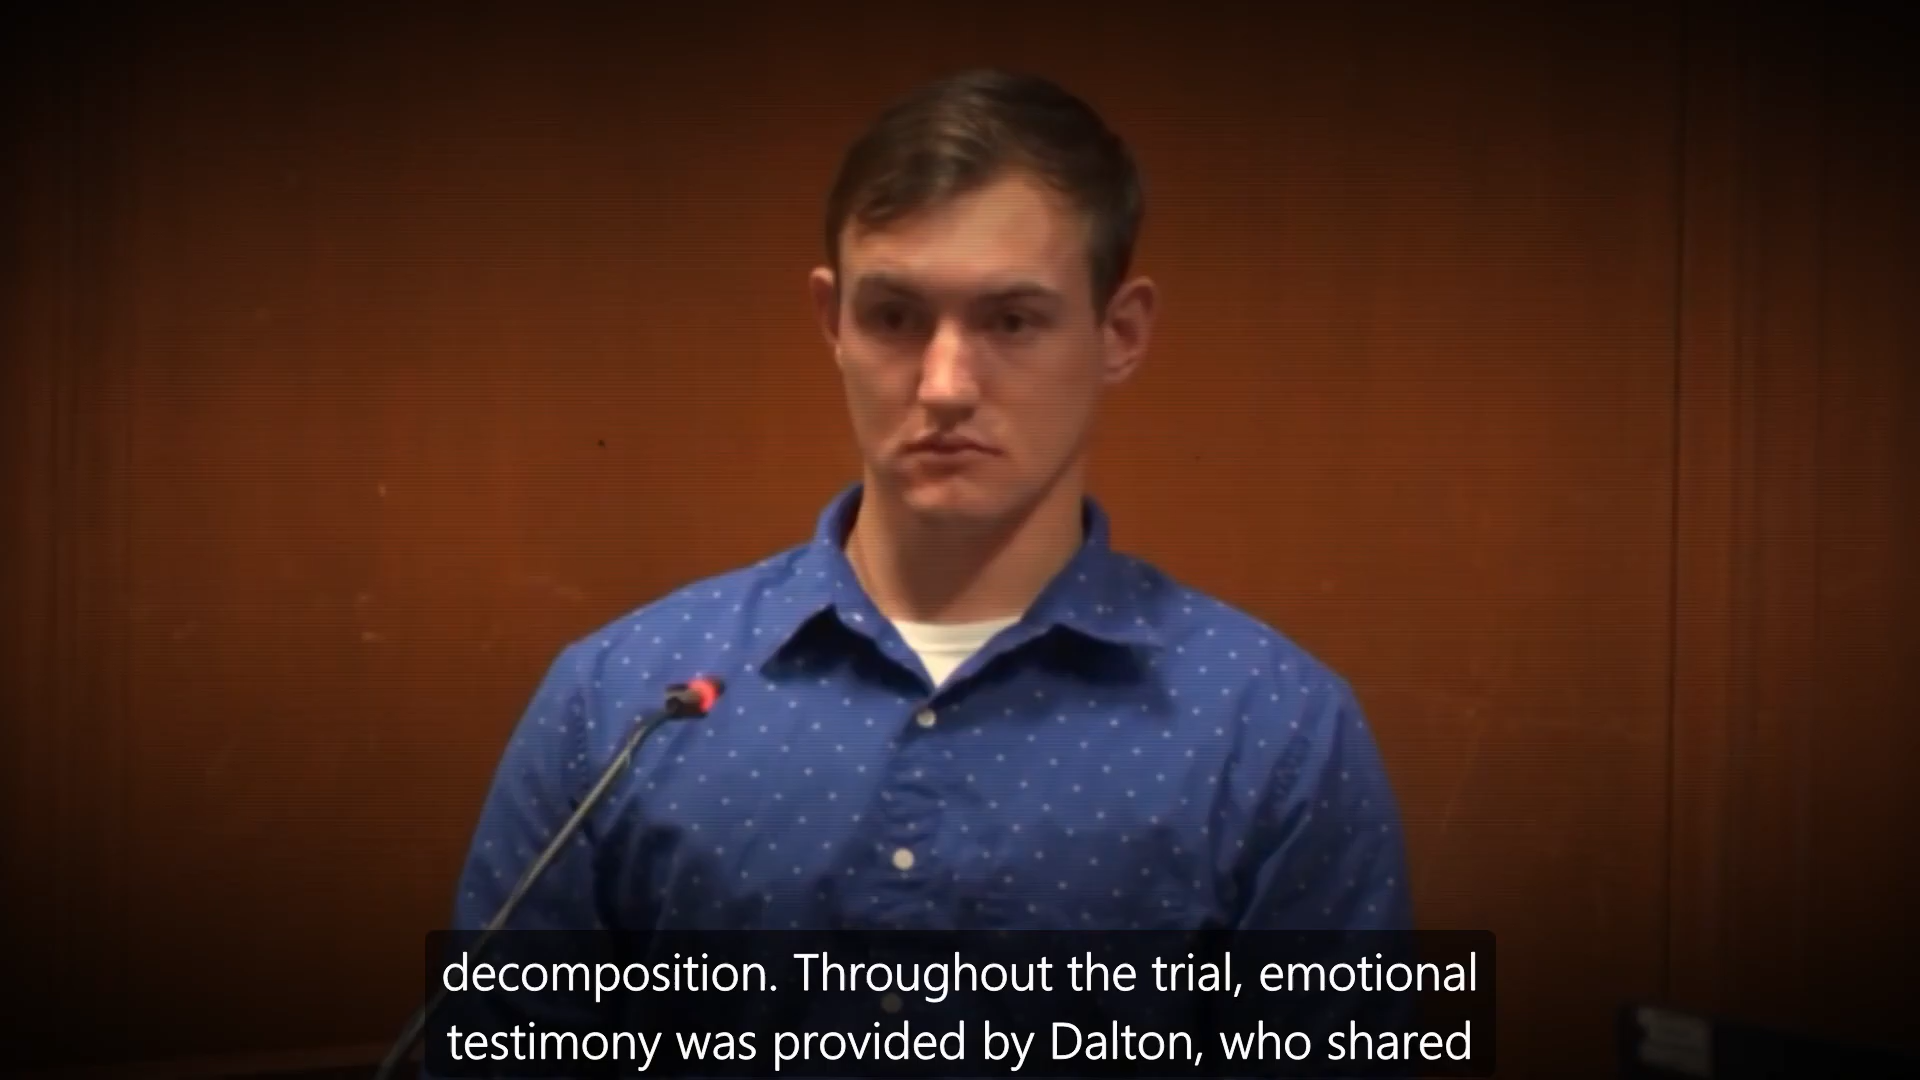 decomposition. Throughout the trial, emotional
testimony was provided by Dalton, who shared